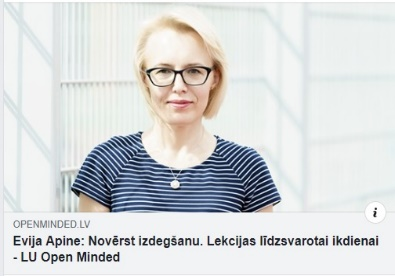 OPENMINDED.LV
Evija Apine: Novērst izdegšanu. Lekcijas līdzsvarotai ikdienai
- LU Open Minded